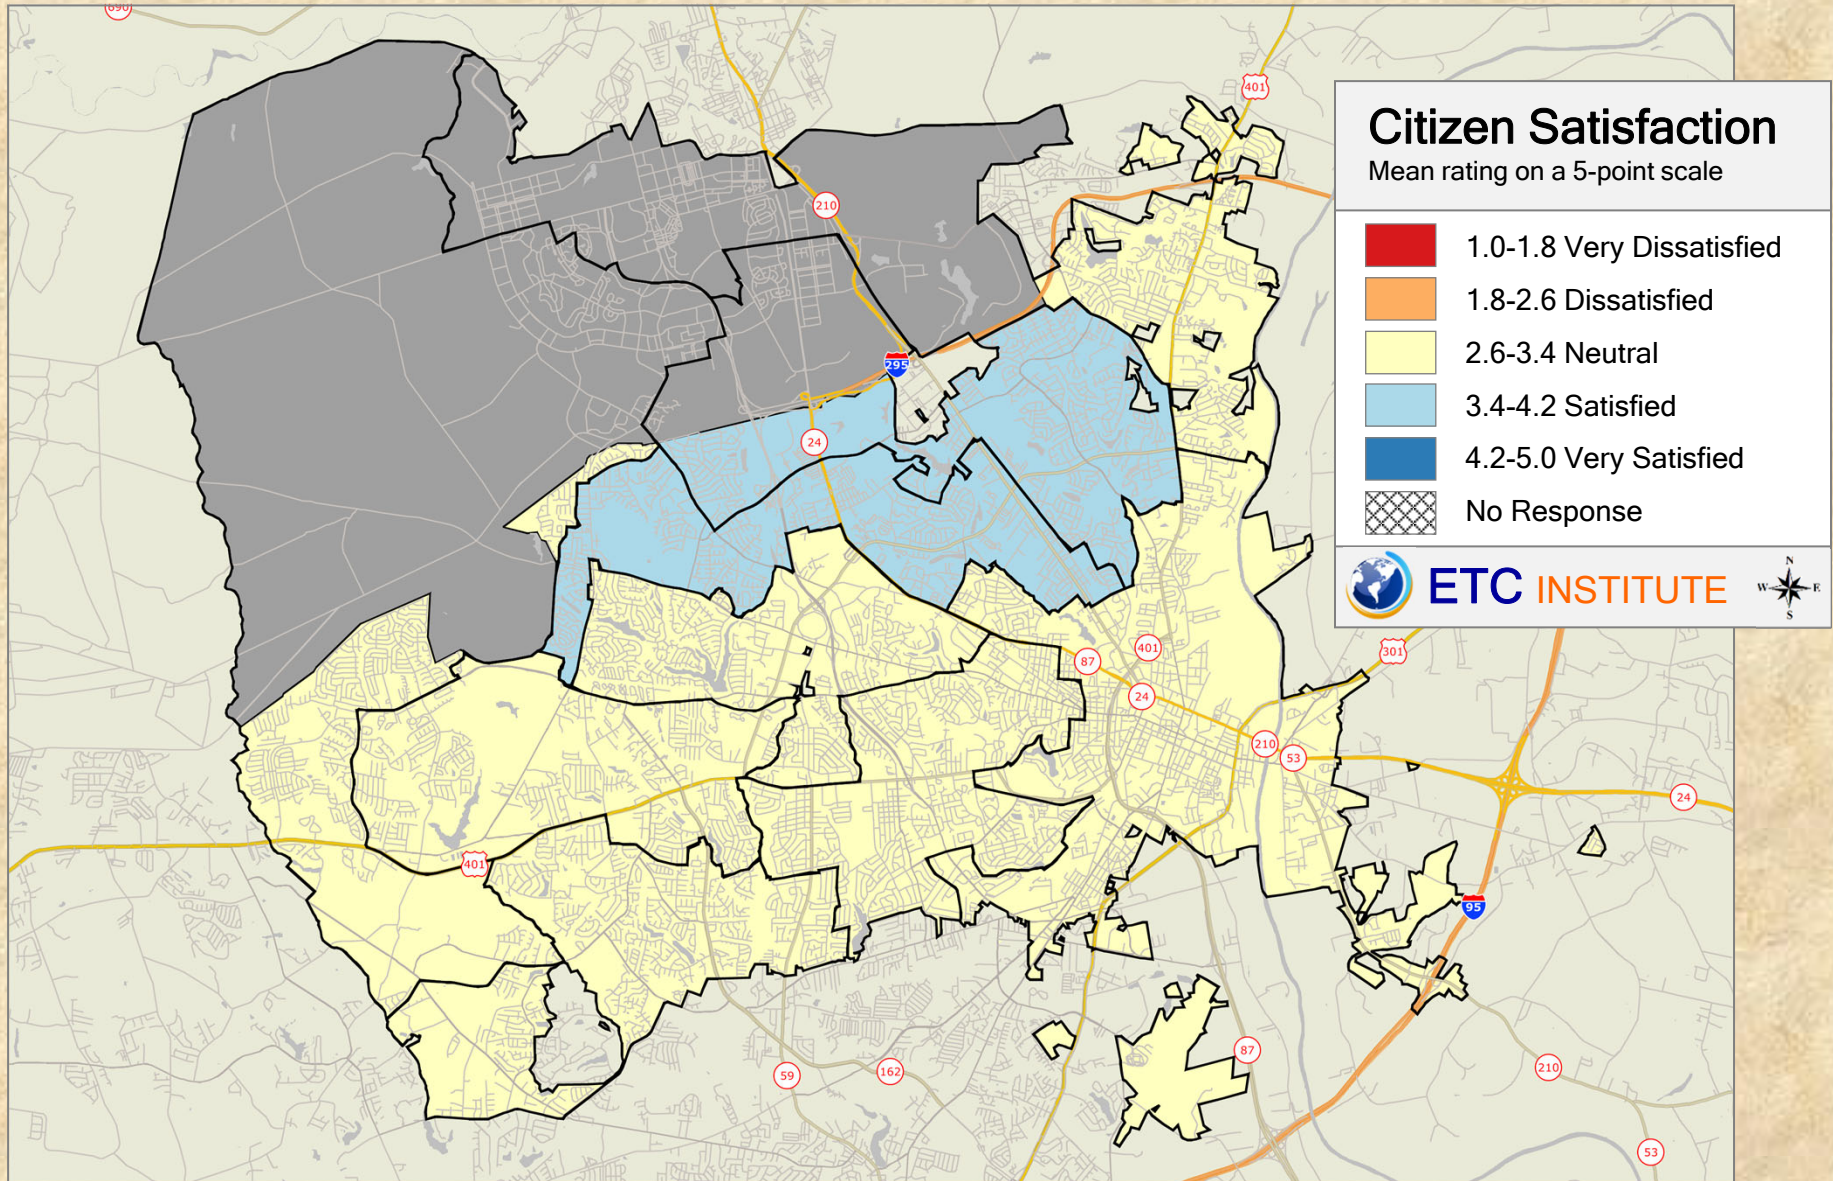 690
401
Citizen Satisfaction
Mean rating on a 5-point scale
210
1.0-1.8 Very Dissatisfied
1.8-2.6 Dissatisfied
2.6-3.4 Neutral
295
3.4-4.2 Satisfied
24
4.2-5.0 Very Satisfied
No Response
N
W E
S
ETC INSTITUTE
401
301
87
24
210
53
24
401
95
87
59
162
210
53